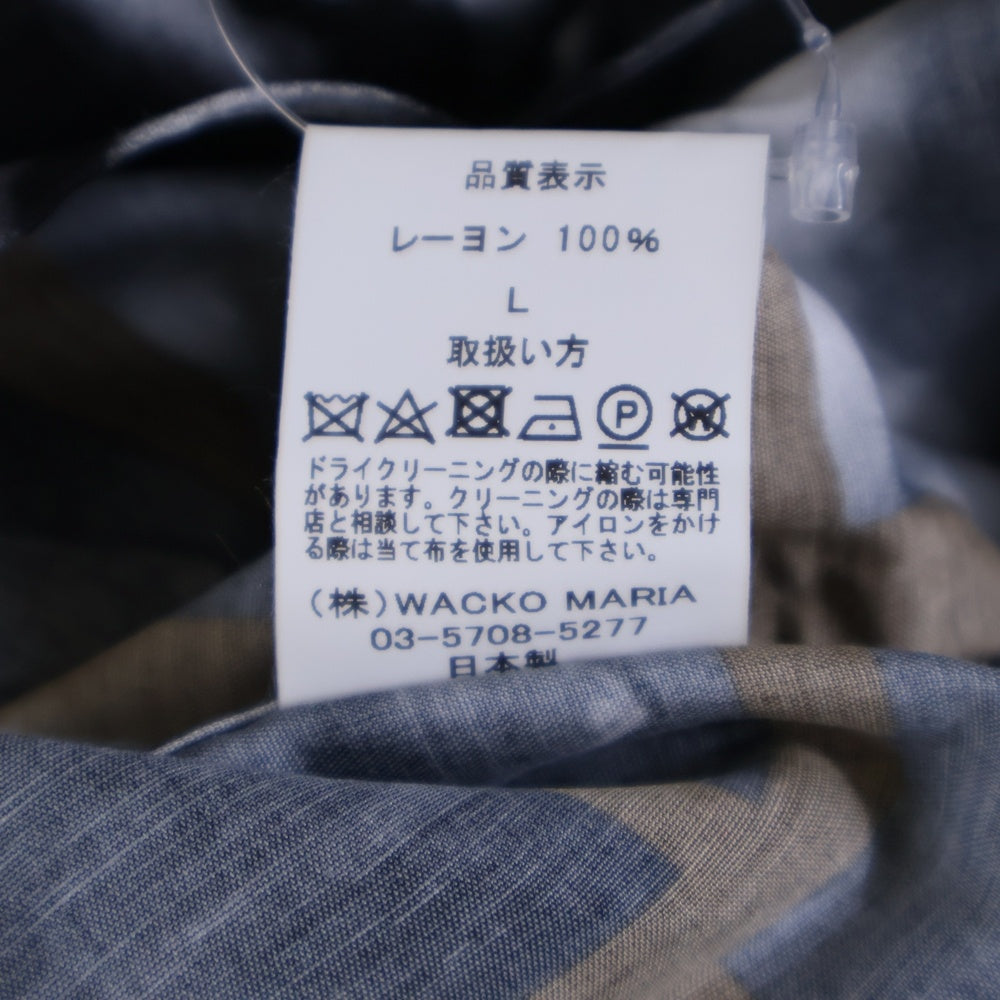 品質表示
レーヨン 100%
L
取扱い方
P W
ドライクリーニングの際に縮む可能性
があります。クリーニングの際は専門
店と相談して下さい。アイロンをかけ
る際は当て布を使用して下さい。
(株)WACKO MARIA
03-5708-5277
日本製